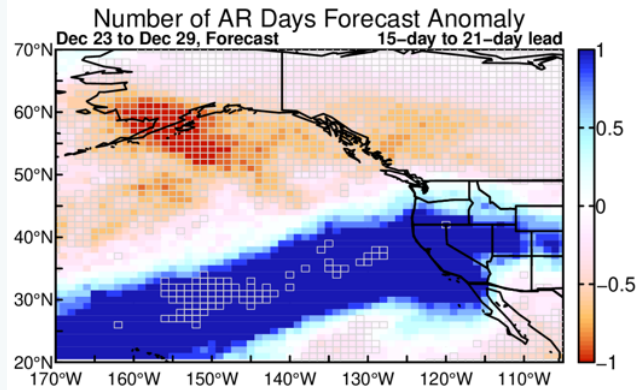 Number of AR Days Forecast Anomaly
Dec 23 to Dec 29, Forecast 15-day to 21-day lead
70°N
60°N
50°N
40°N
30°N
20°N
170°W 160°W 150°W 140°W 130°W 120°W 110°W
1
0.5
0
-0.5
-1